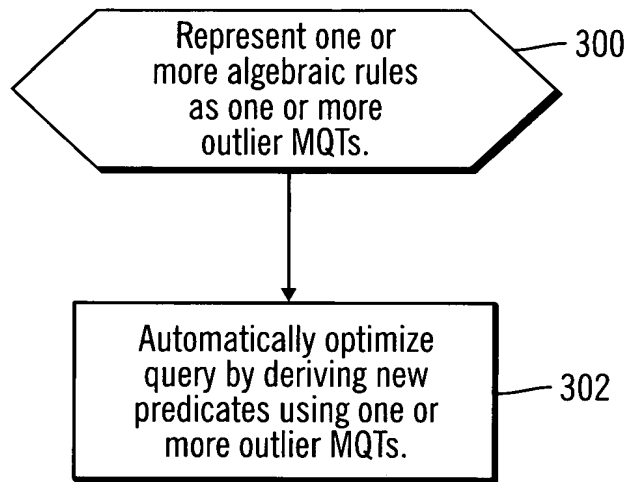 Represent one or
more algebraic rules
as one or more
outlier MQTs.
300
Automatically optimize
query by deriving new
predicates using one or
more outlier MQTs.
302